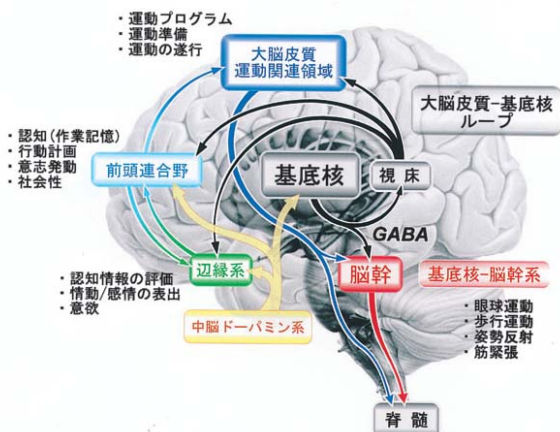 ・運動プログラム
・運動準備
・運動の遂行
大脳皮質
運動関連領域
大脳皮質-基底核
ループ
・認知(作業記憶)
・行動計画
・意志発動
・社会性
前頭連合野
基底核
視床
GABA
辺縁系
脳幹
基底核-脳幹系
・認知情報の評価
・情動/感情の表出
・意欲
中脳ドーパミン系
・眼球運動
・歩行運動
・姿勢反射
・筋緊張
脊髄